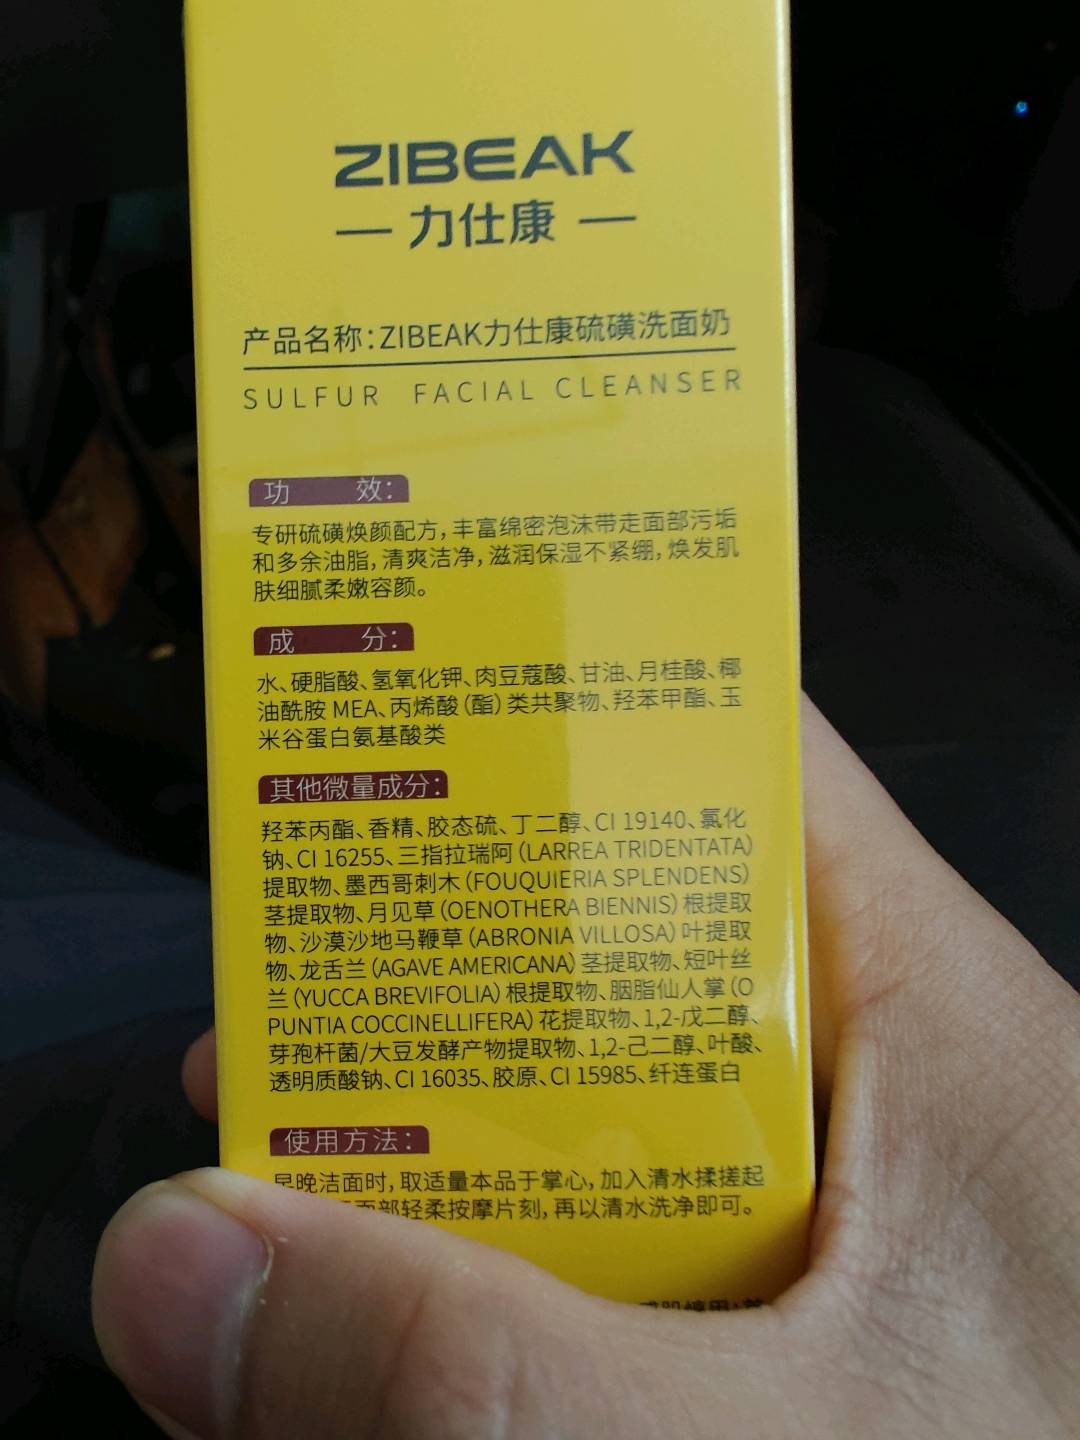 ZIBEAK
力仕康
产品名称：ZIBEAK力仕康硫磺洗面奶
SULFUR FACIAL CLEANSER
功 效：
专研硫磺焕颜配方，丰富绵密泡沫带走面部污垢
和多余油脂，清爽洁净，滋润保湿不紧绷，焕发肌
肤细腻柔嫩容颜。
成 分：
水、硬脂酸、氢氧化钾、肉豆蔻酸、甘油、月桂酸、椰
油酰胺 MEA、丙烯酸（酯）类共聚物、羟苯甲酯、玉
米谷蛋白氨基酸类
其他微量成分：
羟苯丙酯、香精、胶态硫、丁二醇、CI 19140、氯化
钠、CI 16255、三指拉瑞阿（LARREA TRIDENTATA）
提取物、墨西哥刺木（FOUQUIERIA SPLENDENS）
茎提取物、月见草（OENOTHERA BIENNIS）根提取
物、沙漠沙地马鞭草（ABRONIA VILLOSA）叶提取
物、龙舌兰（AGAVE AMERICANA）茎提取物、短叶丝
兰（YUCCA BREVIFOLIA）根提取物、胭脂仙人掌（O
PUNTIA COCCINELLIFERA）花提取物、1,2-戊二醇、
芽孢杆菌/大豆发酵产物提取物、1,2-己二醇、叶酸、
透明质酸钠、CI 16035、胶原、CI 15985、纤连蛋白
使用方法：
早晚洁面时，取适量本品于掌心，加入清水揉搓起
面部轻柔按摩片刻，再以清水洗净即可。